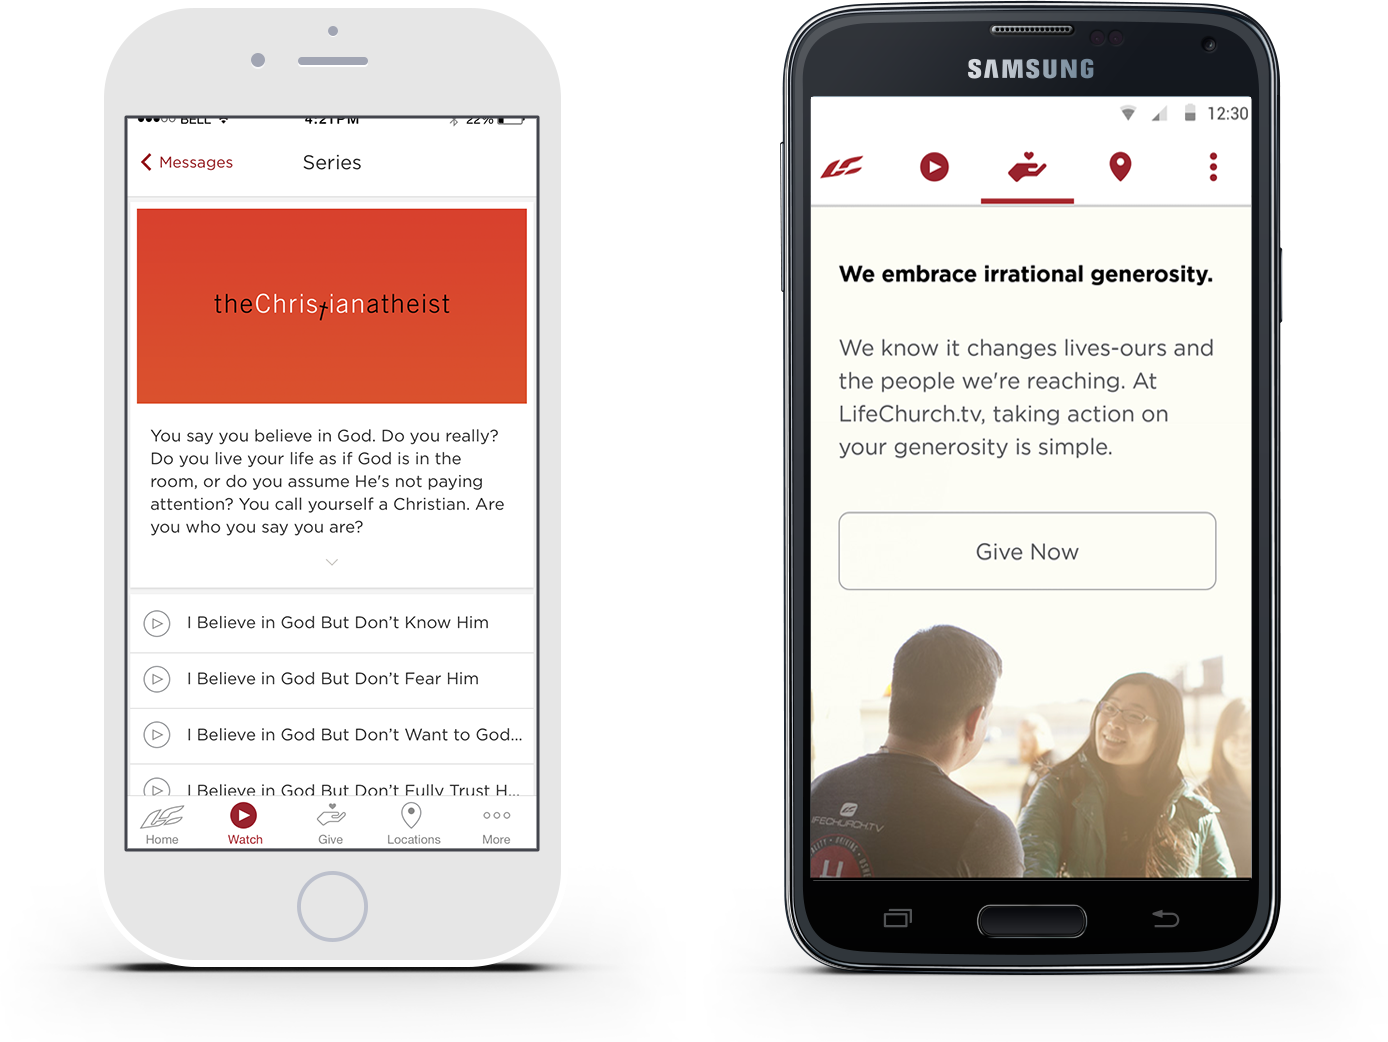 BELL
4:21PM
22%
Messages
Series
theChristianatheist
You say you believe in God. Do you really?
Do you live your life as if God is in the
room, or do you assume He's not paying
attention? You call yourself a Christian. Are
you who you say you are?
I Believe in God But Don’t Know Him
I Believe in God But Don’t Fear Him
I Believe in God But Don’t Want to God...
I Believe in God But Don’t Fully Trust H...
Home
Watch
Give
Locations
More
SAMSUNG
12:30
We embrace irrational generosity.
We know it changes lives-ours and
the people we're reaching. At
LifeChurch.tv, taking action on
your generosity is simple.
Give Now
LIFECHURCH.TV